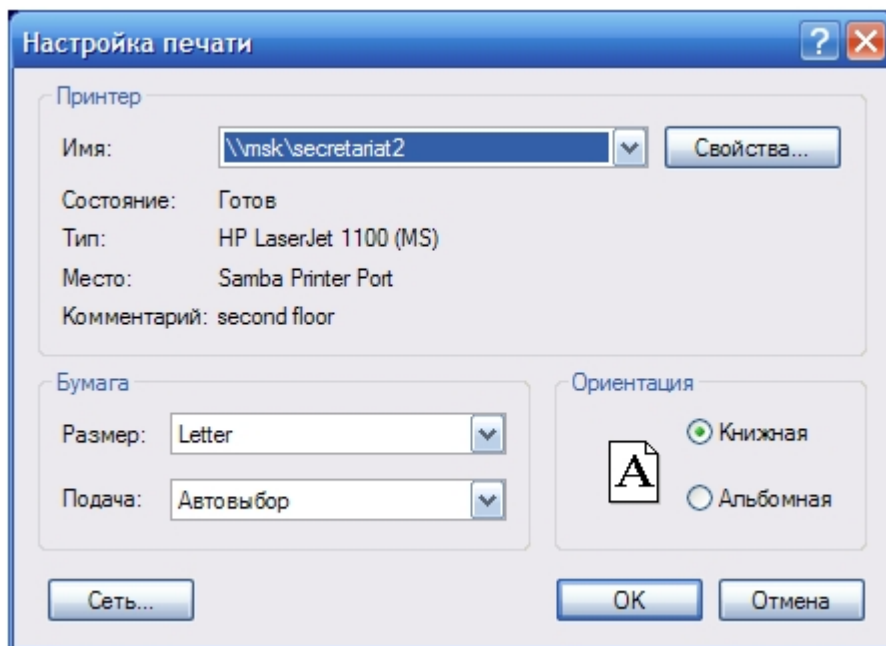 Настройка печати
Принтер
Имя: \\msk\secretariat2 Свойства...
Состояние: Готов
Тип: HP LaserJet 1100 (MS)
Место: Samba Printer Port
Комментарий: second floor
Бумага
Размер: Letter
Подача: Автовыбор
Ориентация
A
Книжная
Альбомная
Сеть... OK Отмена